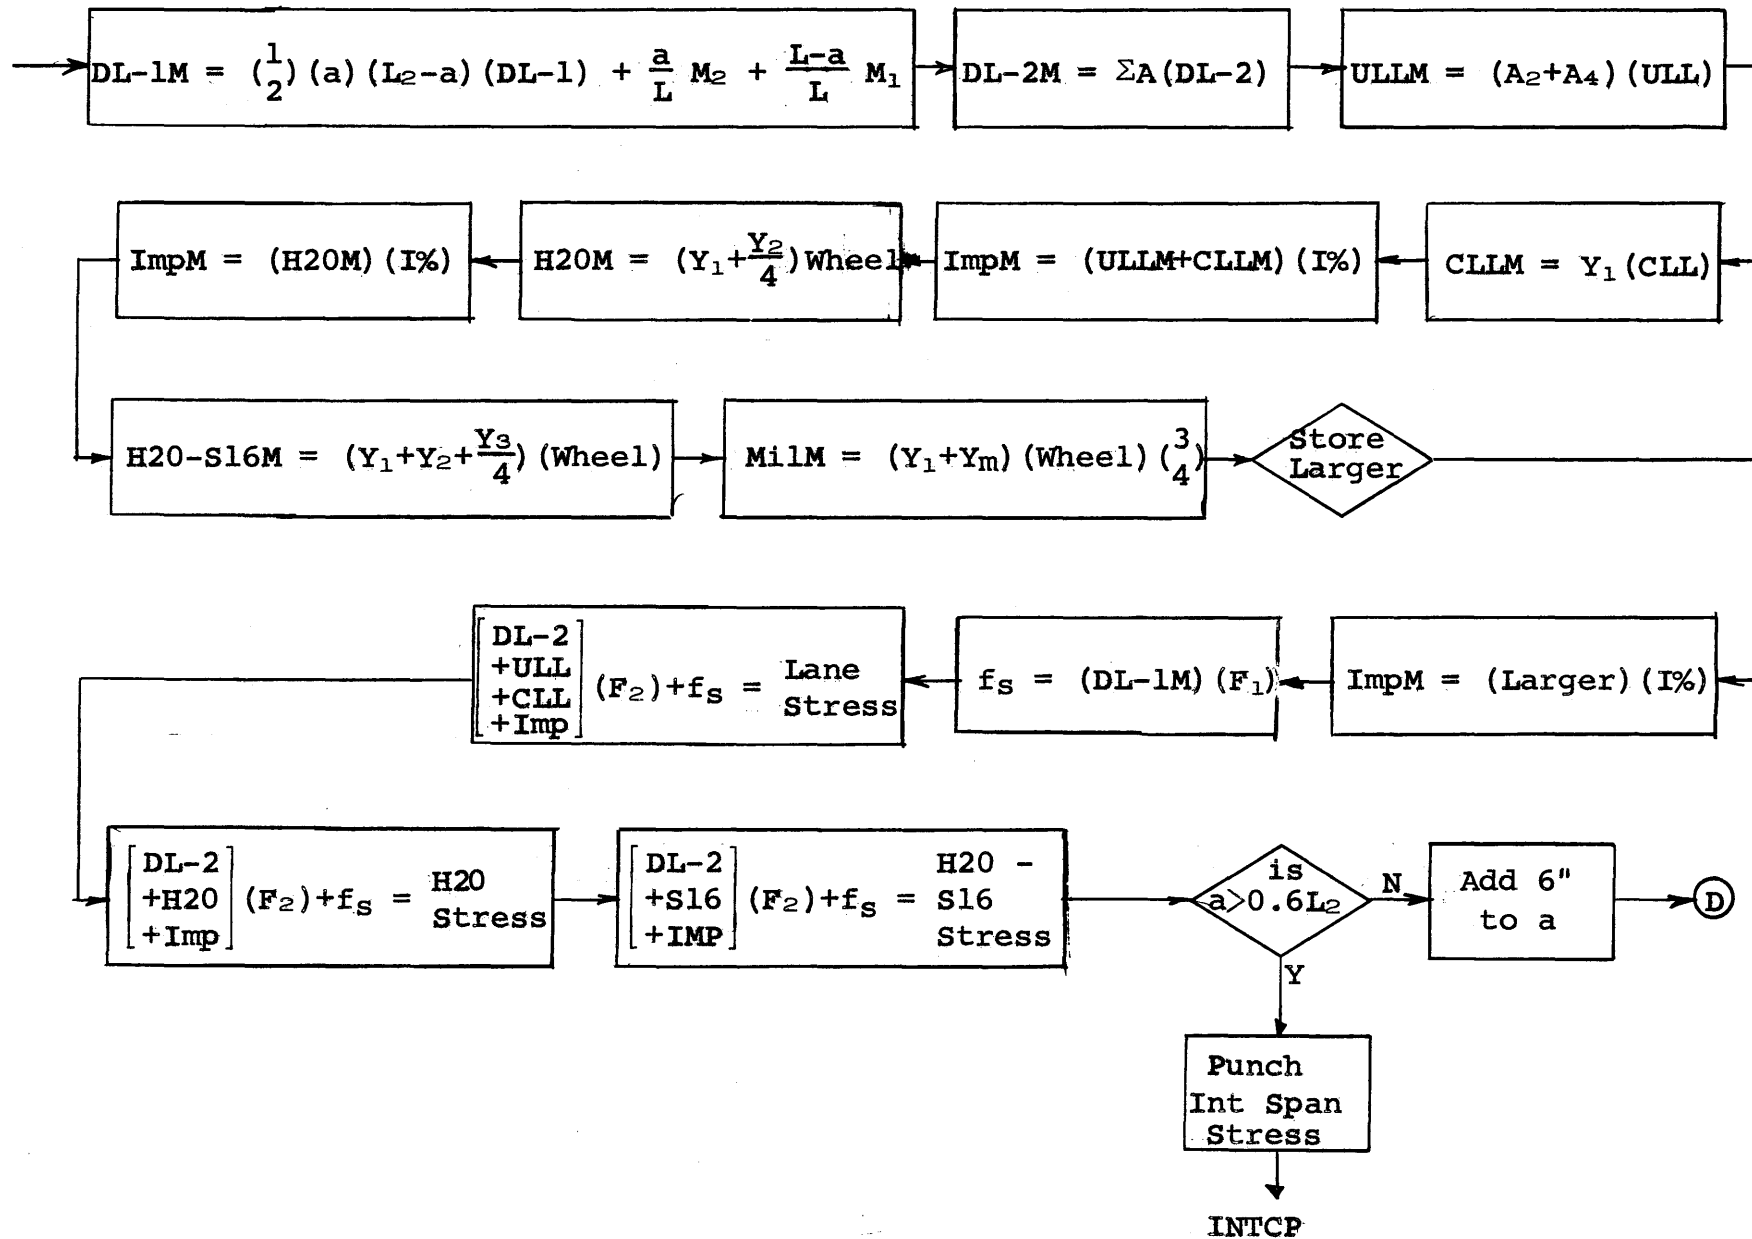 DL-1M = (1/2)(a)(L₂-a)(DL-1) + a/L M₂ + L-a/L M₁
DL-2M = ΣA(DL-2)
ULLM = (A₂+A₄)(ULL)
CLLM = Y₁(CLL)
ImpM = (ULLM+CLLM)(I%)
H20M = (Y₁+Y₂/4)Wheel
ImpM = (H20M)(I%)
H20-S16M = (Y₁+Y₂+Y₃/4)(Wheel)
MilM = (Y₁+Yₘ)(Wheel)(3/4)
Store
Larger
ImpM = (Larger)(I%)
fₛ = (DL-1M)(F₁)
DL-2
+ULL
+CLL
+Imp
(F₂)+fₛ = Lane
Stress
DL-2
+H20
+Imp
(F₂)+fₛ = H20
Stress
DL-2
+S16
+IMP
(F₂)+fₛ = H20 -
S16
Stress
is
a>0.6L₂
N
Add 6"
to a
D
Y
Punch
Int Span
Stress
INTCP